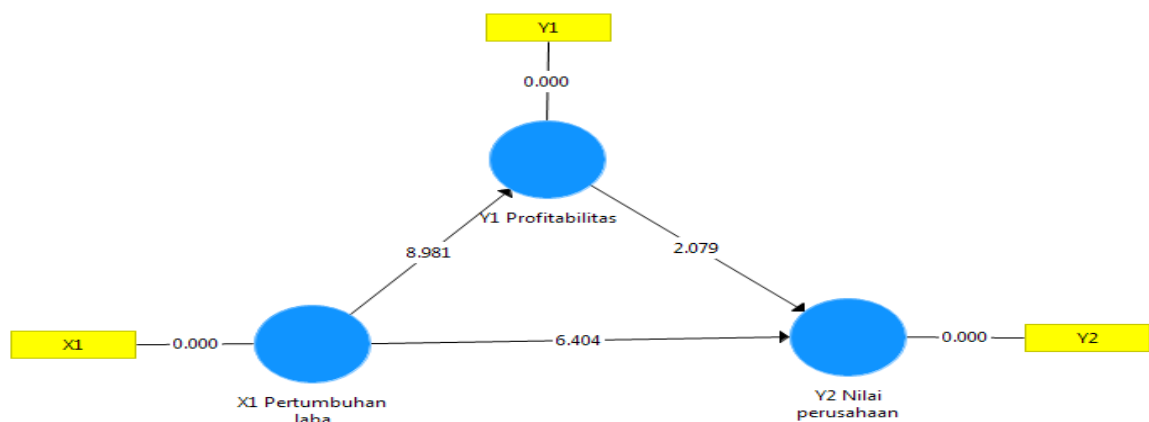 Y1
0.000
Y1 Profitabilitas
8.981
2.079
X1
0.000
6.404
0.000
Y2
X1 Pertumbuhan
laba
Y2 Nilai
perusahaan